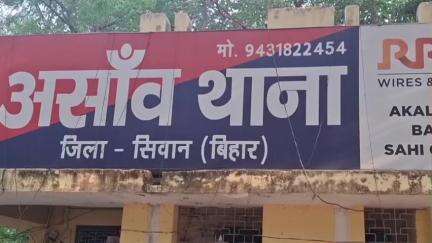 मो. 9431822454
असाँव थाना
जिला - सिवान (बिहार)
WIRES &
AKAL
BA
SAHI